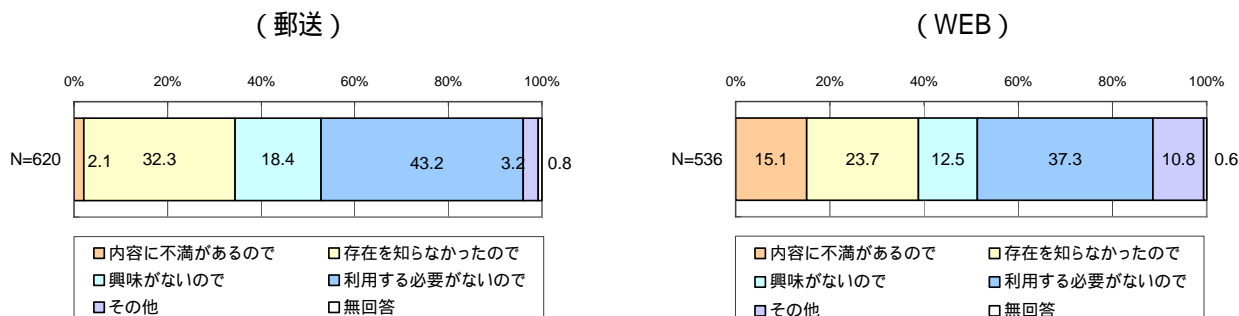 （郵送）
0% 20% 40% 60% 80% 100%
N=620 2.1 32.3 18.4 43.2 3.2 0.8
内容に不満があるので 存在を知らなかったので
興味がないので 利用する必要がないので
その他 無回答
（WEB）
0% 20% 40% 60% 80% 100%
N=536 15.1 23.7 12.5 37.3 10.8 0.6
内容に不満があるので 存在を知らなかったので
興味がないので 利用する必要がないので
その他 無回答